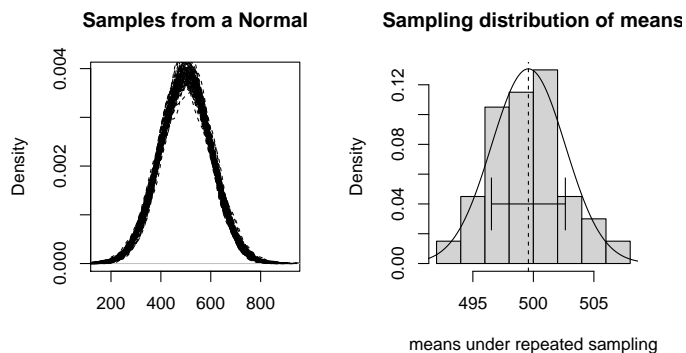 Samples from a Normal
Density
0.000
0.002
0.004
200 400 600 800
Sampling distribution of means
Density
0.00
0.04
0.08
0.12
495 500 505
means under repeated sampling